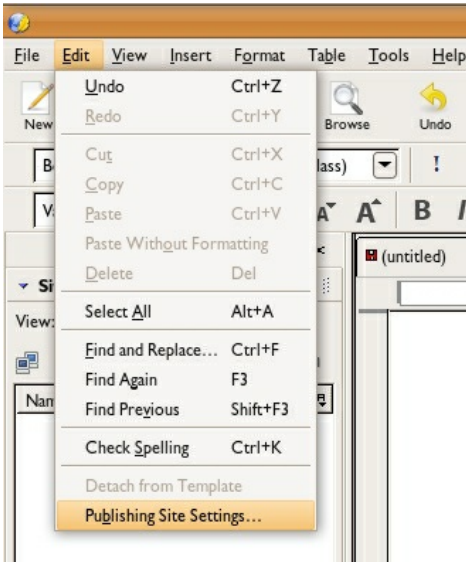 File Edit View Insert Format Table Tools Help
New Browse Undo
Undo Ctrl+Z
Redo Ctrl+Y
Cut Ctrl+X
Copy Ctrl+C
Paste Ctrl+V
Paste Without Formatting
Delete Del
Select All Alt+A
Find and Replace... Ctrl+F
Find Again F3
Find Previous Shift+F3
Check Spelling Ctrl+K
Detach from Template
Publishing Site Settings...
lass) !
A A B I
(untitled)
View: